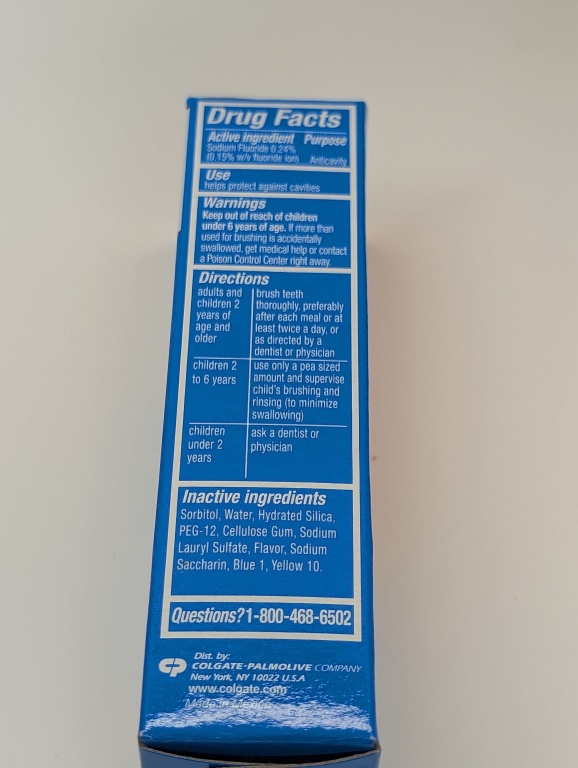 Drug Facts
Active ingredient Purpose
Sodium Fluoride 0.24%
(0.15% w/v fluoride ion) Anticavity
Use
helps protect against cavities
Warnings
Keep out of reach of children
under 6 years of age. If more than
used for brushing is accidentally
swallowed, get medical help or contact
a Poison Control Center right away.
Directions
adults and
children 2
years of
age and
older
brush teeth
thoroughly, preferably
after each meal or at
least twice a day, or
as directed by a
dentist or physician
children 2
to 6 years
use only a pea sized
amount and supervise
child's brushing and
rinsing (to minimize
swallowing)
children
under 2
years
ask a dentist or
physician
Inactive ingredients
Sorbitol, Water, Hydrated Silica,
PEG-12, Cellulose Gum, Sodium
Lauryl Sulfate, Flavor, Sodium
Saccharin, Blue 1, Yellow 10.
Questions? 1-800-468-6502
CP
Dist. by:
COLGATE-PALMOLIVE COMPANY
New York, NY 10022 U.S.A
www.colgate.com
Made in Mexico